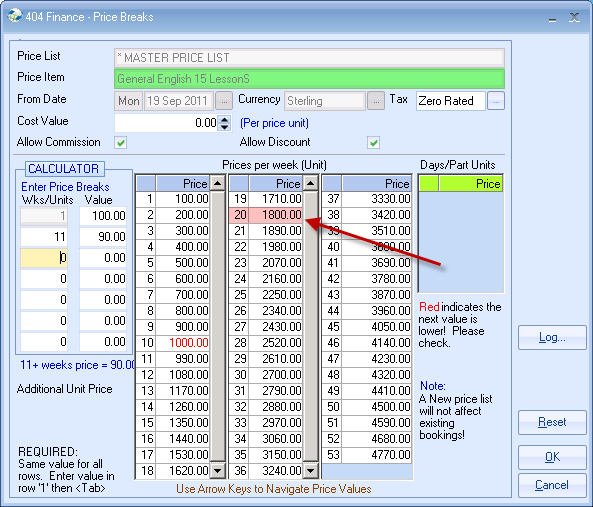 404 Finance - Price Breaks
Price List
* MASTER PRICE LIST
Price Item
General English 15 LessonS
From Date
Mon 19 Sep 2011 ...
Currency
Sterling ...
Tax
Zero Rated ...
Cost Value
0.00
(Per price unit)
Allow Commission
Allow Discount
CALCULATOR
Enter Price Breaks
Wks/Units Value
1 100.00
11 90.00
0 0.00
0 0.00
0 0.00
0 0.00
0 0.00
11+ weeks price = 90.00
Additional Unit Price
REQUIRED:
Same value for all
rows. Enter value in
row '1' then <Tab>
Prices per week (Unit)
Price
1 100.00
2 200.00
3 300.00
4 400.00
5 500.00
6 600.00
7 700.00
8 800.00
9 900.00
10 1000.00
11 990.00
12 1080.00
13 1170.00
14 1260.00
15 1350.00
16 1440.00
17 1530.00
18 1620.00
Price
19 1710.00
20 1800.00
21 1890.00
22 1980.00
23 2070.00
24 2160.00
25 2250.00
26 2340.00
27 2430.00
28 2520.00
29 2610.00
30 2700.00
31 2790.00
32 2880.00
33 2970.00
34 3060.00
35 3150.00
36 3240.00
Price
37 3330.00
38 3420.00
39 3510.00
40 3600.00
41 3690.00
42 3780.00
43 3870.00
44 3960.00
45 4050.00
46 4140.00
47 4230.00
48 4320.00
49 4410.00
50 4500.00
51 4590.00
52 4680.00
53 4770.00
Use Arrow Keys to Navigate Price Values
Days/Part Units
Price
Red indicates the
next value is
lower! Please
check.
Note:
A New price list
will not affect
existing
bookings!
Log...
Reset
OK
Cancel